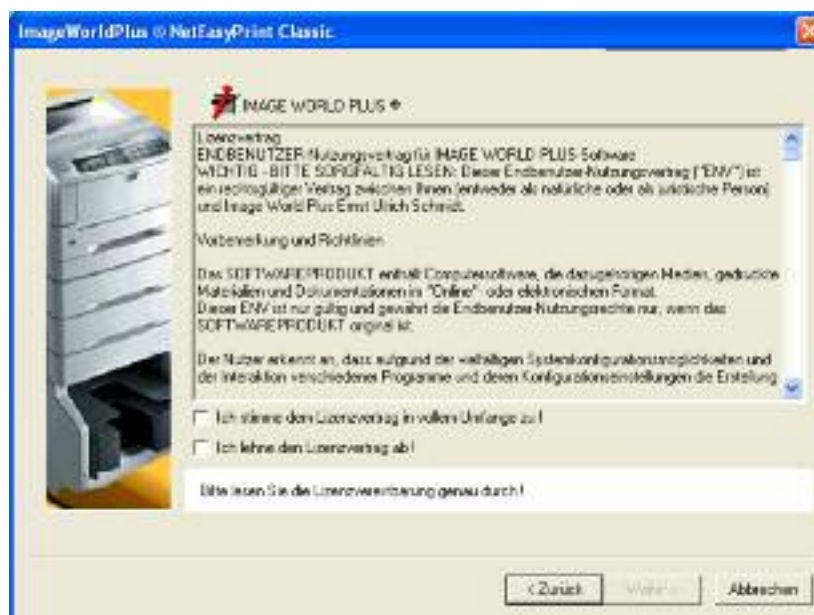 ImageWorldPlus © NetEasyPrint Classic
IMAGE WORLD PLUS ®
Lizenzvertrag
ENDBENUTZER-Nutzungsvertrag für IMAGE WORLD PLUS-Software
WICHTIG - BITTE SORGFÄLTIG LESEN: Dieser Endbenutzer-Nutzungsvertrag ("ENV") ist
ein rechtsgültiger Vertrag zwischen Ihnen (entweder als natürliche oder als juristische Person)
und Image World Plus Ernst Ulrich Schmidt.
Vorbemerkung und Richtlinien
Das SOFTWAREPRODUKT enthält Computersoftware, die dazugehörigen Medien, gedruckte
Materialien und Dokumentationen im "Online"- oder elektronischen Format.
Dieser ENV ist nur gültig und gewährt die Endbenutzer-Nutzungsrechte nur, wenn das
SOFTWAREPRODUKT original ist.
Der Nutzer erkennt an, dass aufgrund der vielfältigen Systemkonfigurationsmöglichkeiten und
der Interaktion verschiedener Programme und deren Konfigurationseinstellungen die Erstellung
Ich stimme dem Lizenzvertrag in vollem Umfange zu !
Ich lehne den Lizenzvertrag ab !
Bitte lesen Sie die Lizenzvereinbarung genau durch !
< Zurück
Abbrechen